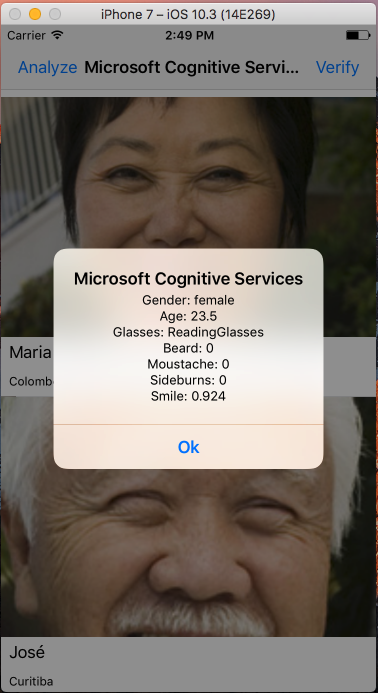 iPhone 7 – iOS 10.3 (14E269)
Carrier 2:49 PM
Analyze Microsoft Cognitive Servi... Verify
Microsoft Cognitive Services
Gender: female
Age: 23.5
Glasses: ReadingGlasses
Beard: 0
Moustache: 0
Sideburns: 0
Smile: 0.924
Maria
Ok
José
Curitiba